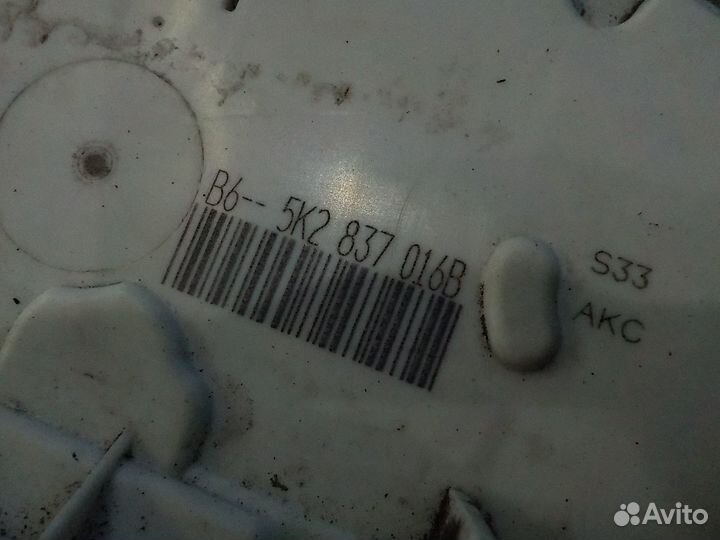 B6-- 5K2 837 016B
S33
AKC
Avito